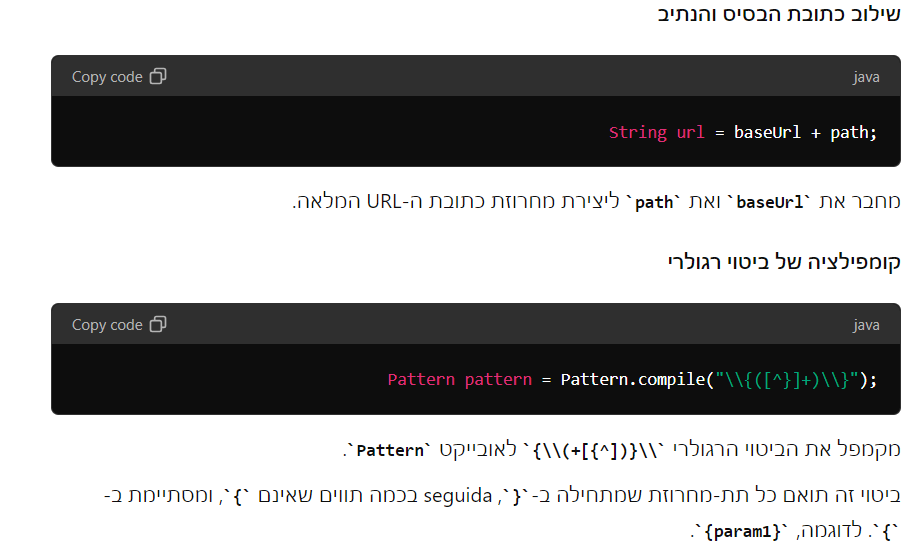 שילוב כתובת הבסיס והנתיב
java Copy code
String url = baseUrl + path;
מחבר את `baseUrl` ואת `path` ליצירת מחרוזת כתובת ה-URL המלאה.
קומפילציה של ביטוי רגולרי
java Copy code
Pattern pattern = Pattern.compile("\\{([^}]+)\\}");
מקמפל את הביטוי הרגולרי `\\{([^}]+)\\}` לאובייקט `Pattern`.
ביטוי זה תואם כל תת-מחרוזת שמתחילה ב-`{`, seguida בכמה תווים שאינם `}`, ומסתיימת ב-
`}`. לדוגמה, `{param1}`.